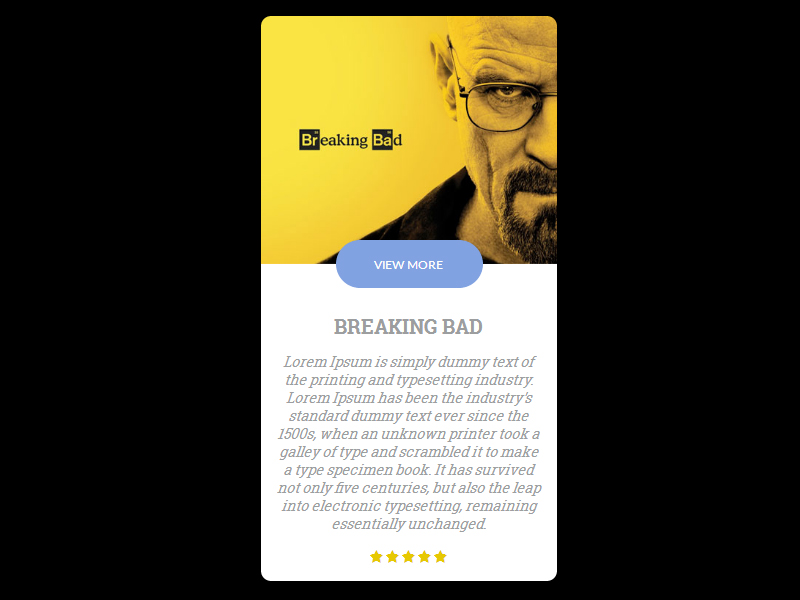 Breaking Bad
VIEW MORE
BREAKING BAD
Lorem Ipsum is simply dummy text of
the printing and typesetting industry.
Lorem Ipsum has been the industry's
standard dummy text ever since the
1500s, when an unknown printer took a
galley of type and scrambled it to make
a type specimen book. It has survived
not only five centuries, but also the leap
into electronic typesetting, remaining
essentially unchanged.